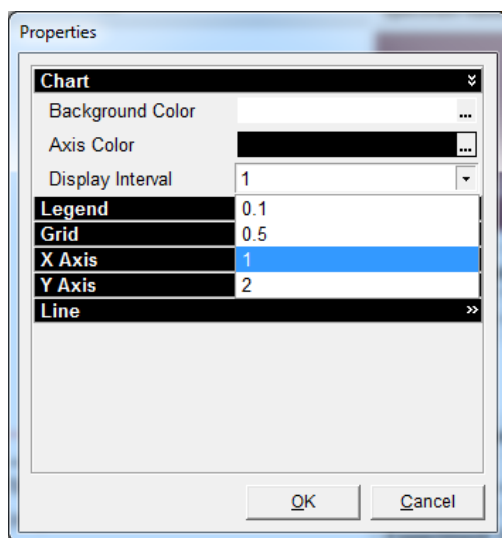 Properties
Chart
Background Color ...
Axis Color ...
Display Interval 1
Legend 0.1
Grid 0.5
X Axis 1
Y Axis 2
Line
OK Cancel